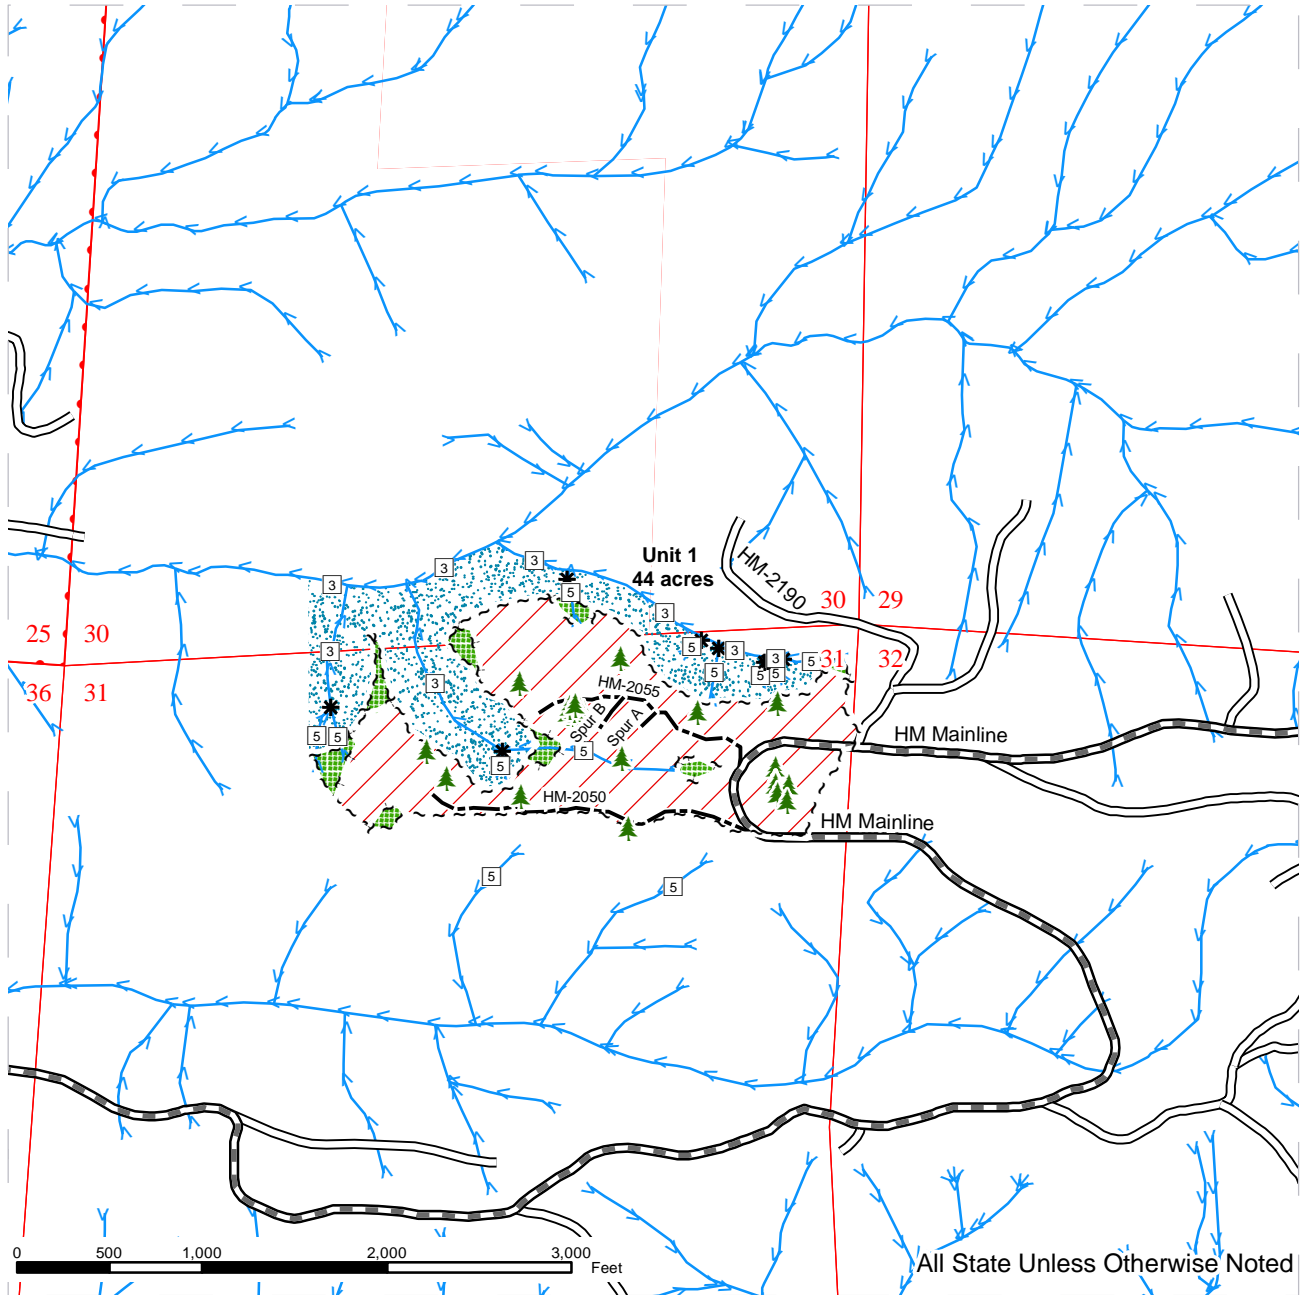 3
3
3
Unit 1
44 acres
HM-2190
5
3
30 29
25 30
5
3
3
3
5
31 32
5
5
5
36 31
3
HM-2055
Spur B
Spur A
5
5
5
HM Mainline
5
HM-2050
HM Mainline
5
5
0 500 1,000 2,000 3,000
Feet
All State Unless Otherwise Noted